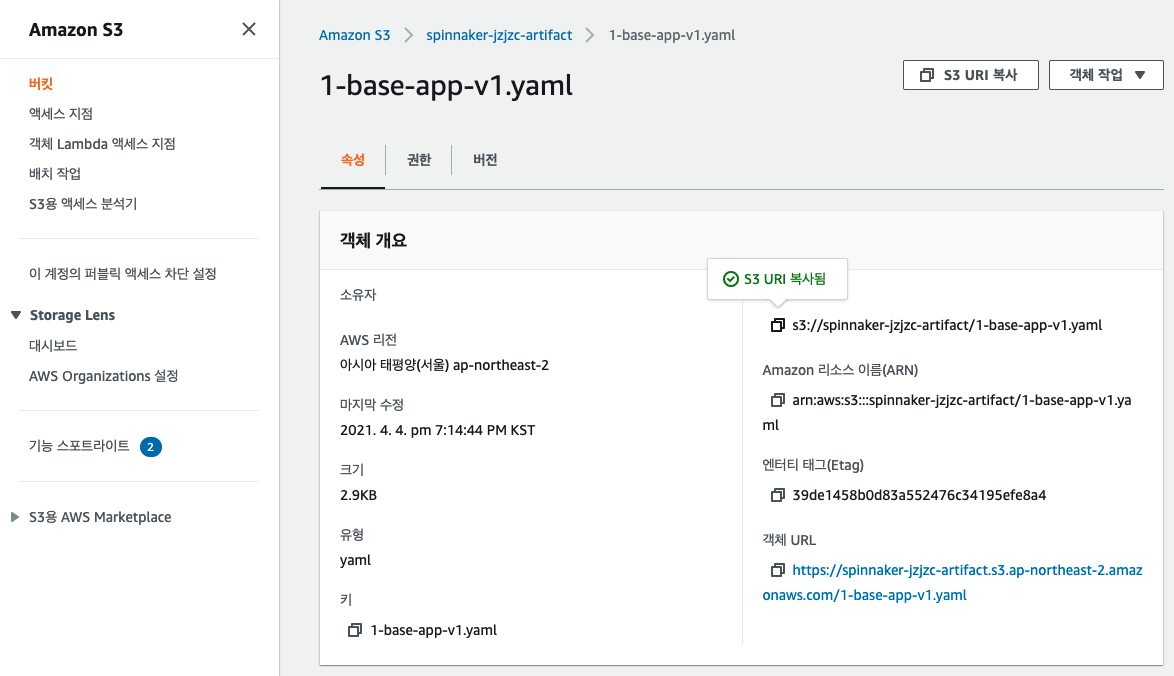 Amazon S3
버킷
액세스 지점
객체 Lambda 액세스 지점
배치 작업
S3용 액세스 분석기
이 계정의 퍼블릭 액세스 차단 설정
Storage Lens
대시보드
AWS Organizations 설정
기능 스포트라이트 2
S3용 AWS Marketplace
Amazon S3 > spinnaker-jzjzc-artifact > 1-base-app-v1.yaml
1-base-app-v1.yaml
S3 URI 복사
객체 작업
속성
권한
버전
객체 개요
소유자
AWS 리전
아시아 태평양(서울) ap-northeast-2
마지막 수정
2021. 4. 4. pm 7:14:44 PM KST
크기
2.9KB
유형
yaml
키
1-base-app-v1.yaml
S3 URI 복사됨
s3://spinnaker-jzjzc-artifact/1-base-app-v1.yaml
Amazon 리소스 이름(ARN)
arn:aws:s3:::spinnaker-jzjzc-artifact/1-base-app-v1.ya
ml
엔터티 태그(Etag)
39de1458b0d83a552476c34195efe8a4
객체 URL
https://spinnaker-jzjzc-artifact.s3.ap-northeast-2.amaz
onaws.com/1-base-app-v1.yaml